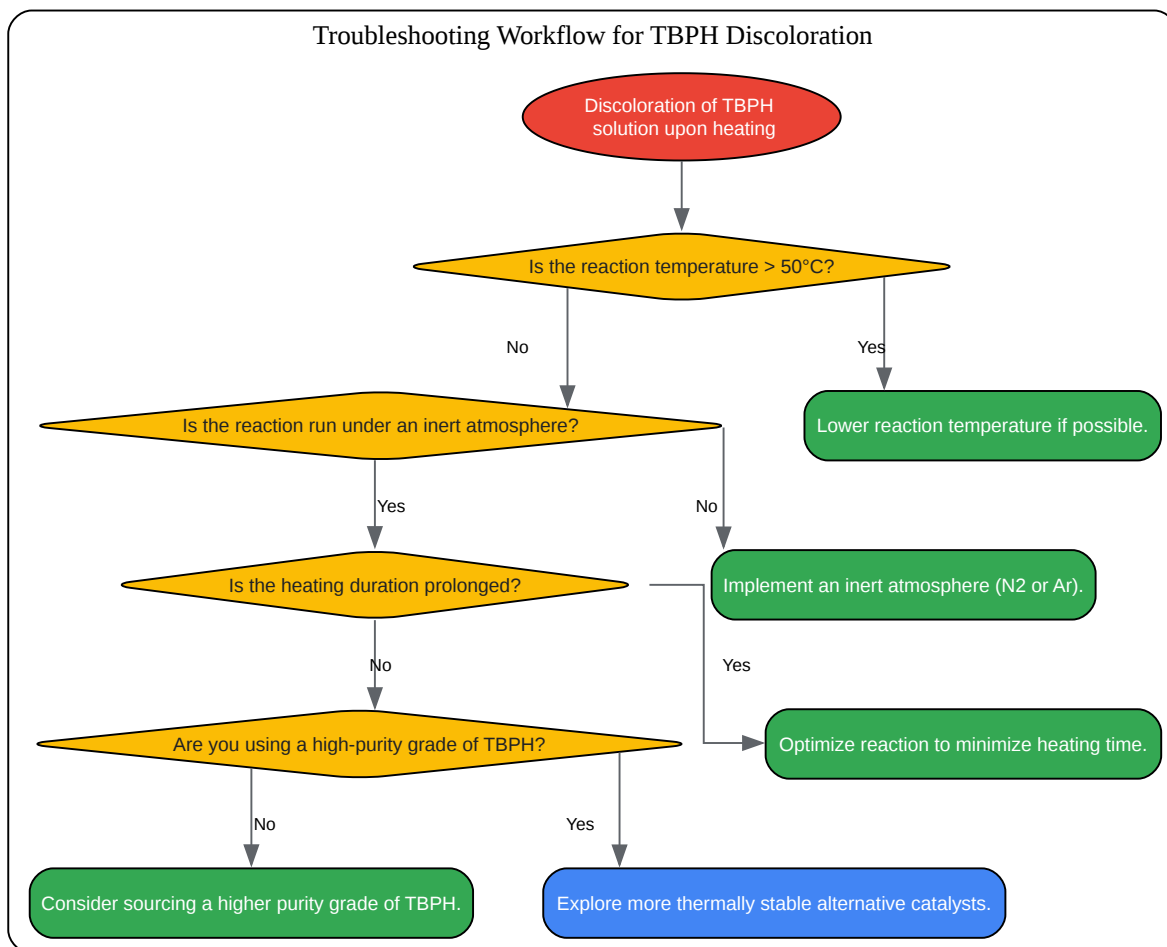 Troubleshooting Workflow for TBPH Discoloration
Discoloration of TBPH
solution upon heating
Is the reaction temperature > 50°C?
No
Yes
Is the reaction run under an inert atmosphere?
Lower reaction temperature if possible.
Yes
No
Is the heating duration prolonged?
Implement an inert atmosphere (N2 or Ar).
No
Yes
Are you using a high-purity grade of TBPH?
Optimize reaction to minimize heating time.
No
Yes
Consider sourcing a higher purity grade of TBPH.
Explore more thermally stable alternative catalysts.